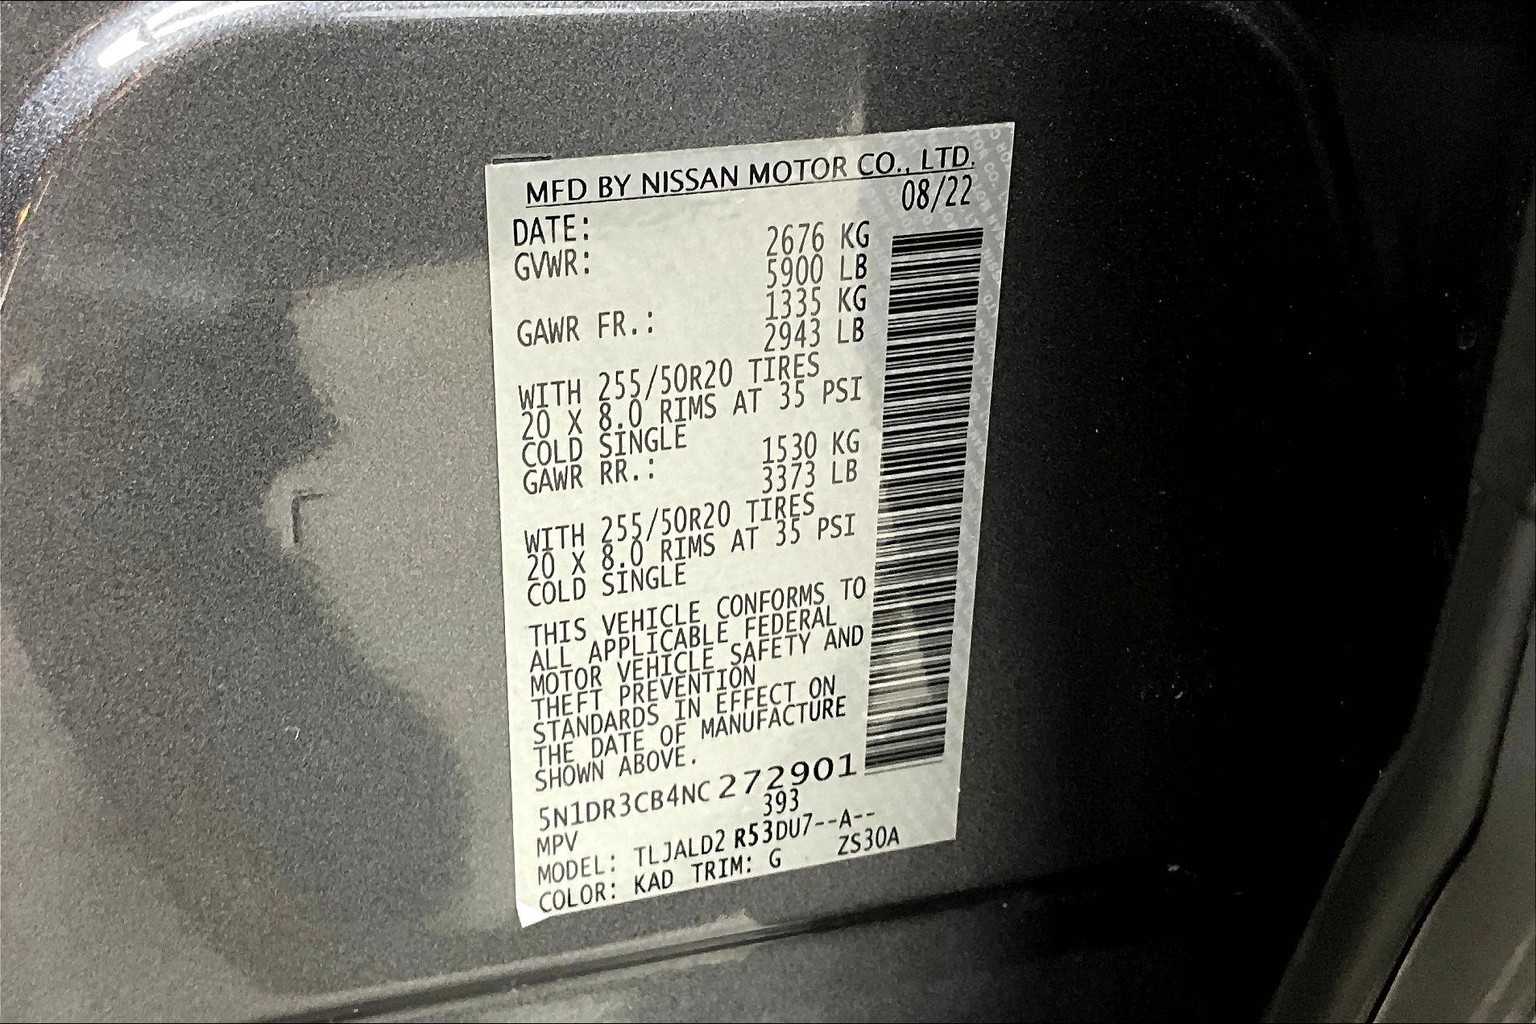 MFD BY NISSAN MOTOR CO., LTD.
DATE: 08/22
GVWR: 2676 KG
5900 LB
1335 KG
GAWR FR.: 2943 LB
WITH 255/50R20 TIRES
20 X 8.0 RIMS AT 35 PSI
COLD SINGLE
GAWR RR.: 1530 KG
3373 LB
WITH 255/50R20 TIRES
20 X 8.0 RIMS AT 35 PSI
COLD SINGLE
THIS VEHICLE CONFORMS TO
ALL APPLICABLE FEDERAL
MOTOR VEHICLE SAFETY AND
THEFT PREVENTION
STANDARDS IN EFFECT ON
THE DATE OF MANUFACTURE
SHOWN ABOVE.
5N1DR3CB4NC272901
MPV 393
MODEL: TLJALD2 R53DU7--A--
COLOR: KAD TRIM: G ZS30A